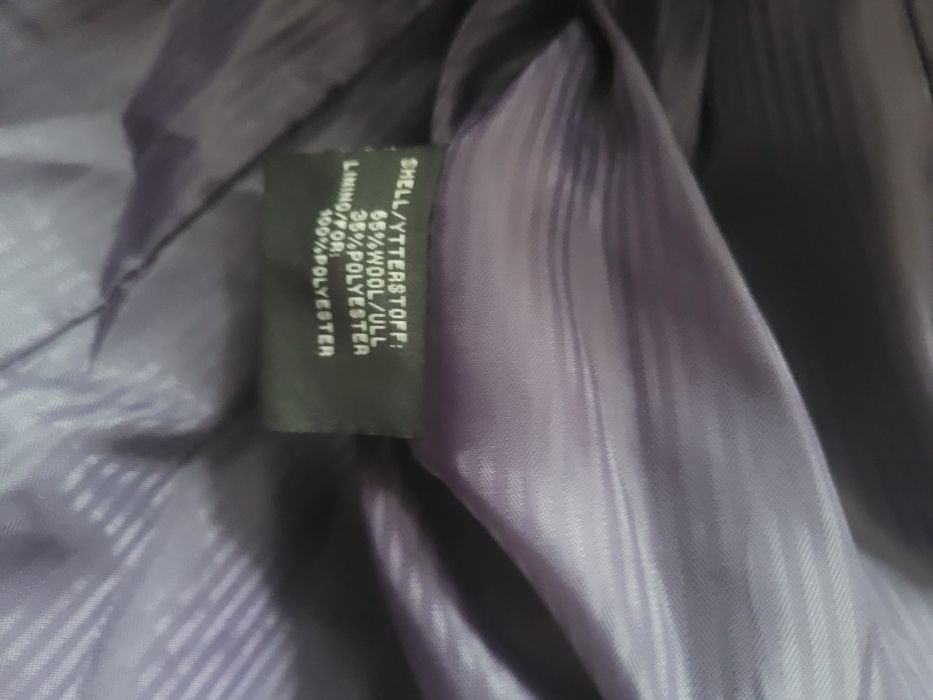 SHELL/YTTERSTOFF:
65%WOOL/ULL
35%POLYESTER
LINING/FOR:
100%POLYESTER